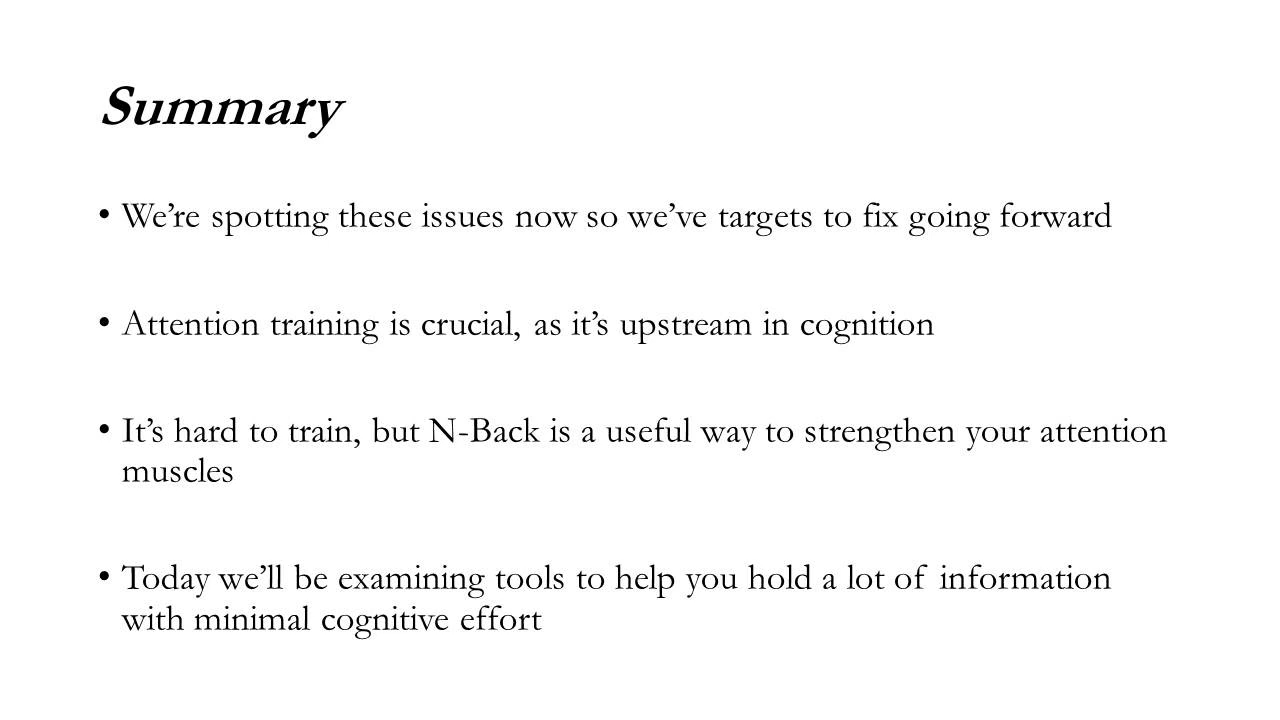 Summary
• We’re spotting these issues now so we’ve targets to fix going forward
• Attention training is crucial, as it’s upstream in cognition
• It’s hard to train, but N-Back is a useful way to strengthen your attention
muscles
• Today we’ll be examining tools to help you hold a lot of information
with minimal cognitive effort